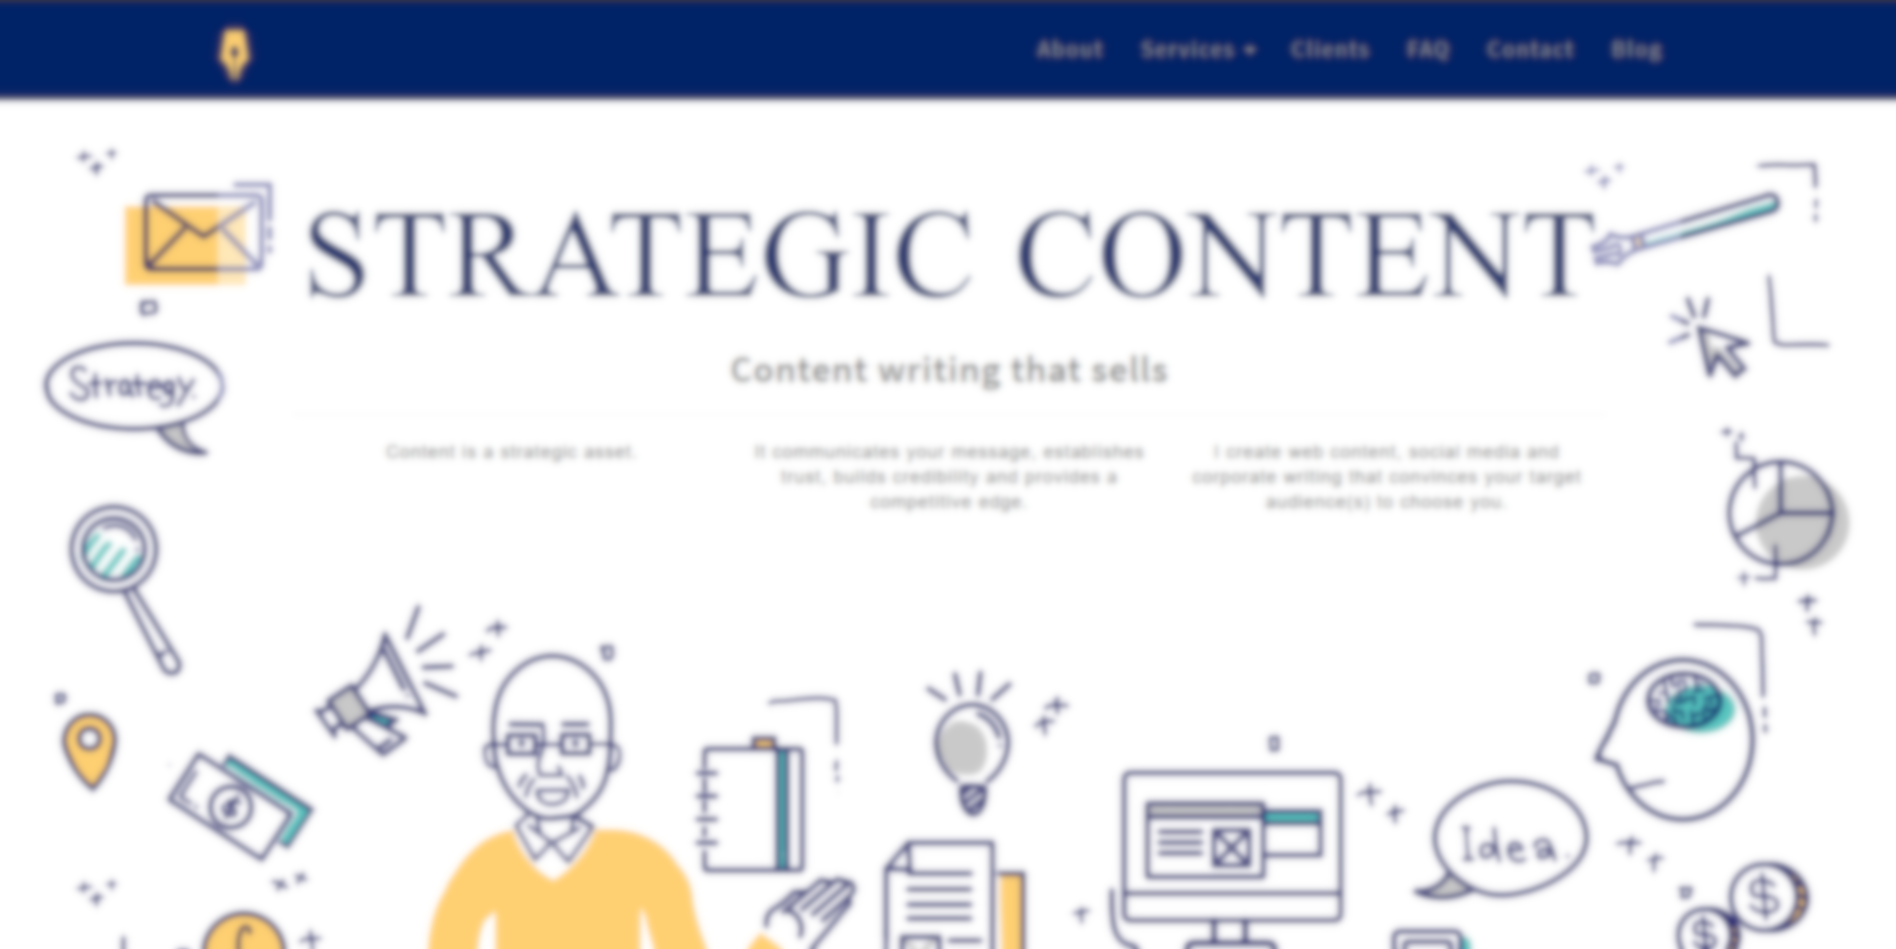 About Services Clients FAQ Contact Blog
STRATEGIC CONTENT
Content writing that sells
Strategy.
Content is a strategic asset.
It communicates your message, establishes
trust, builds credibility and provides a
competitive edge.
I create web content, social media and
corporate writing that convinces your target
audience(s) to choose you.
Idea.
$
$